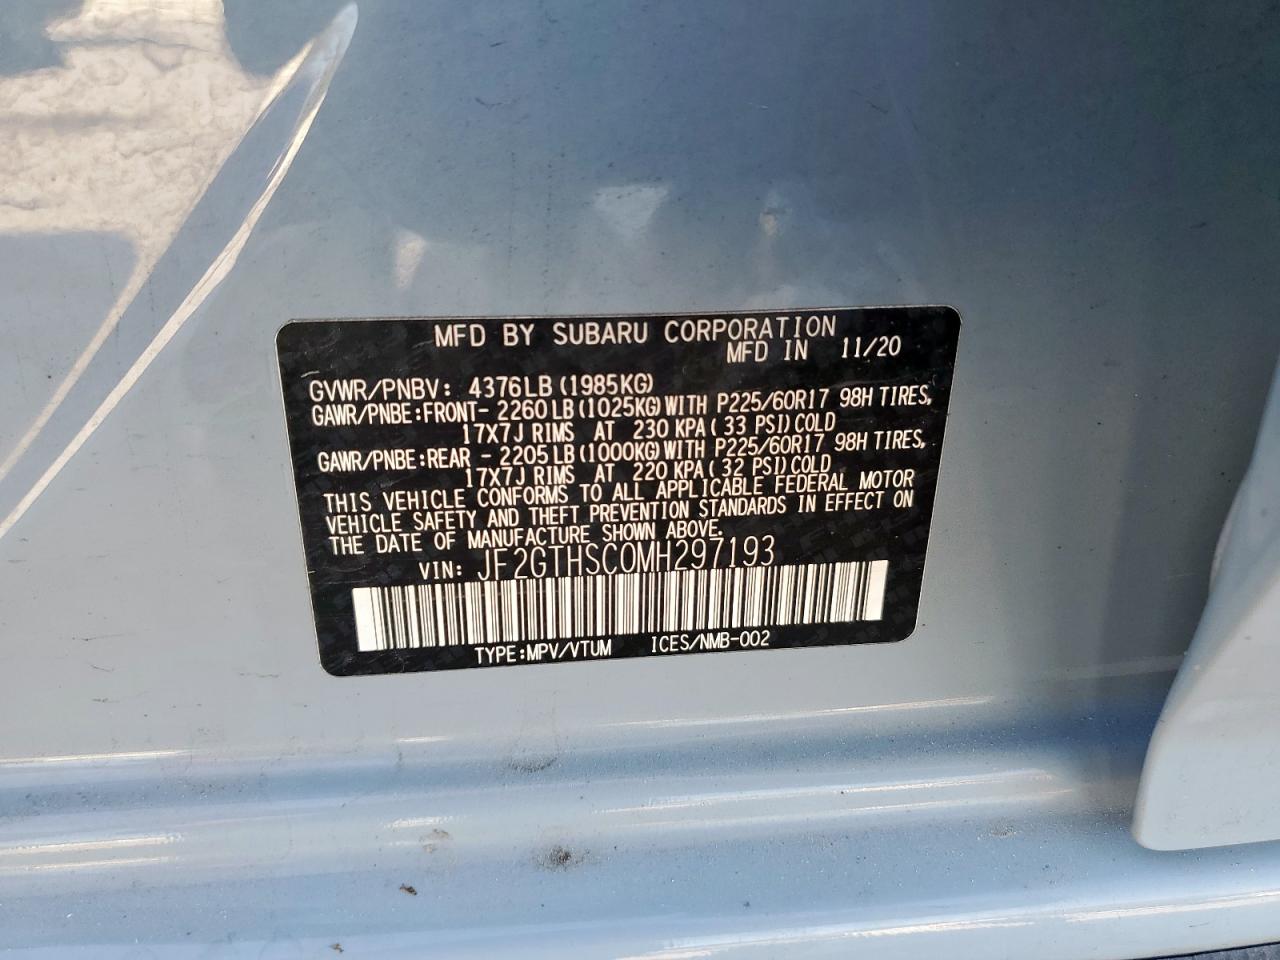 MFD BY SUBARU CORPORATION
MFD IN 11/20
GVWR/PNBV: 4376LB (1985KG)
GAWR/PNBE:FRONT- 2260 LB (1025KG) WITH P225/60R17 98H TIRES,
17X7J RIMS AT 230 KPA (33 PSI) COLD
GAWR/PNBE:REAR - 2205 LB (1000KG) WITH P225/60R17 98H TIRES,
17X7J RIMS AT 220 KPA (32 PSI) COLD
THIS VEHICLE CONFORMS TO ALL APPLICABLE FEDERAL MOTOR
VEHICLE SAFETY AND THEFT PREVENTION STANDARDS IN EFFECT ON
THE DATE OF MANUFACTURE SHOWN ABOVE.
VIN: JF2GTHSC0MH297193
TYPE:MPV/VTUM ICES/NMB-002